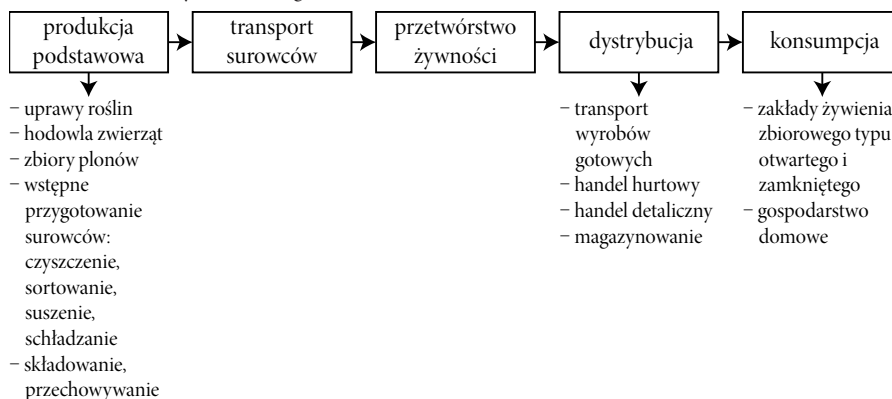 produkcja
podstawowa
transport
surowców
przetwórstwo
żywności
dystrybucja
konsumpcja
– uprawy roślin
– hodowla zwierząt
– zbiory plonów
– wstępne
przygotowanie
surowców:
czyszczenie,
sortowanie,
suszenie,
schładzanie
– składowanie,
przechowywanie
– transport
wyrobów
gotowych
– handel hurtowy
– handel detaliczny
– magazynowanie
– zakłady żywienia
zbiorowego typu
otwartego i
zamkniętego
– gospodarstwo
domowe